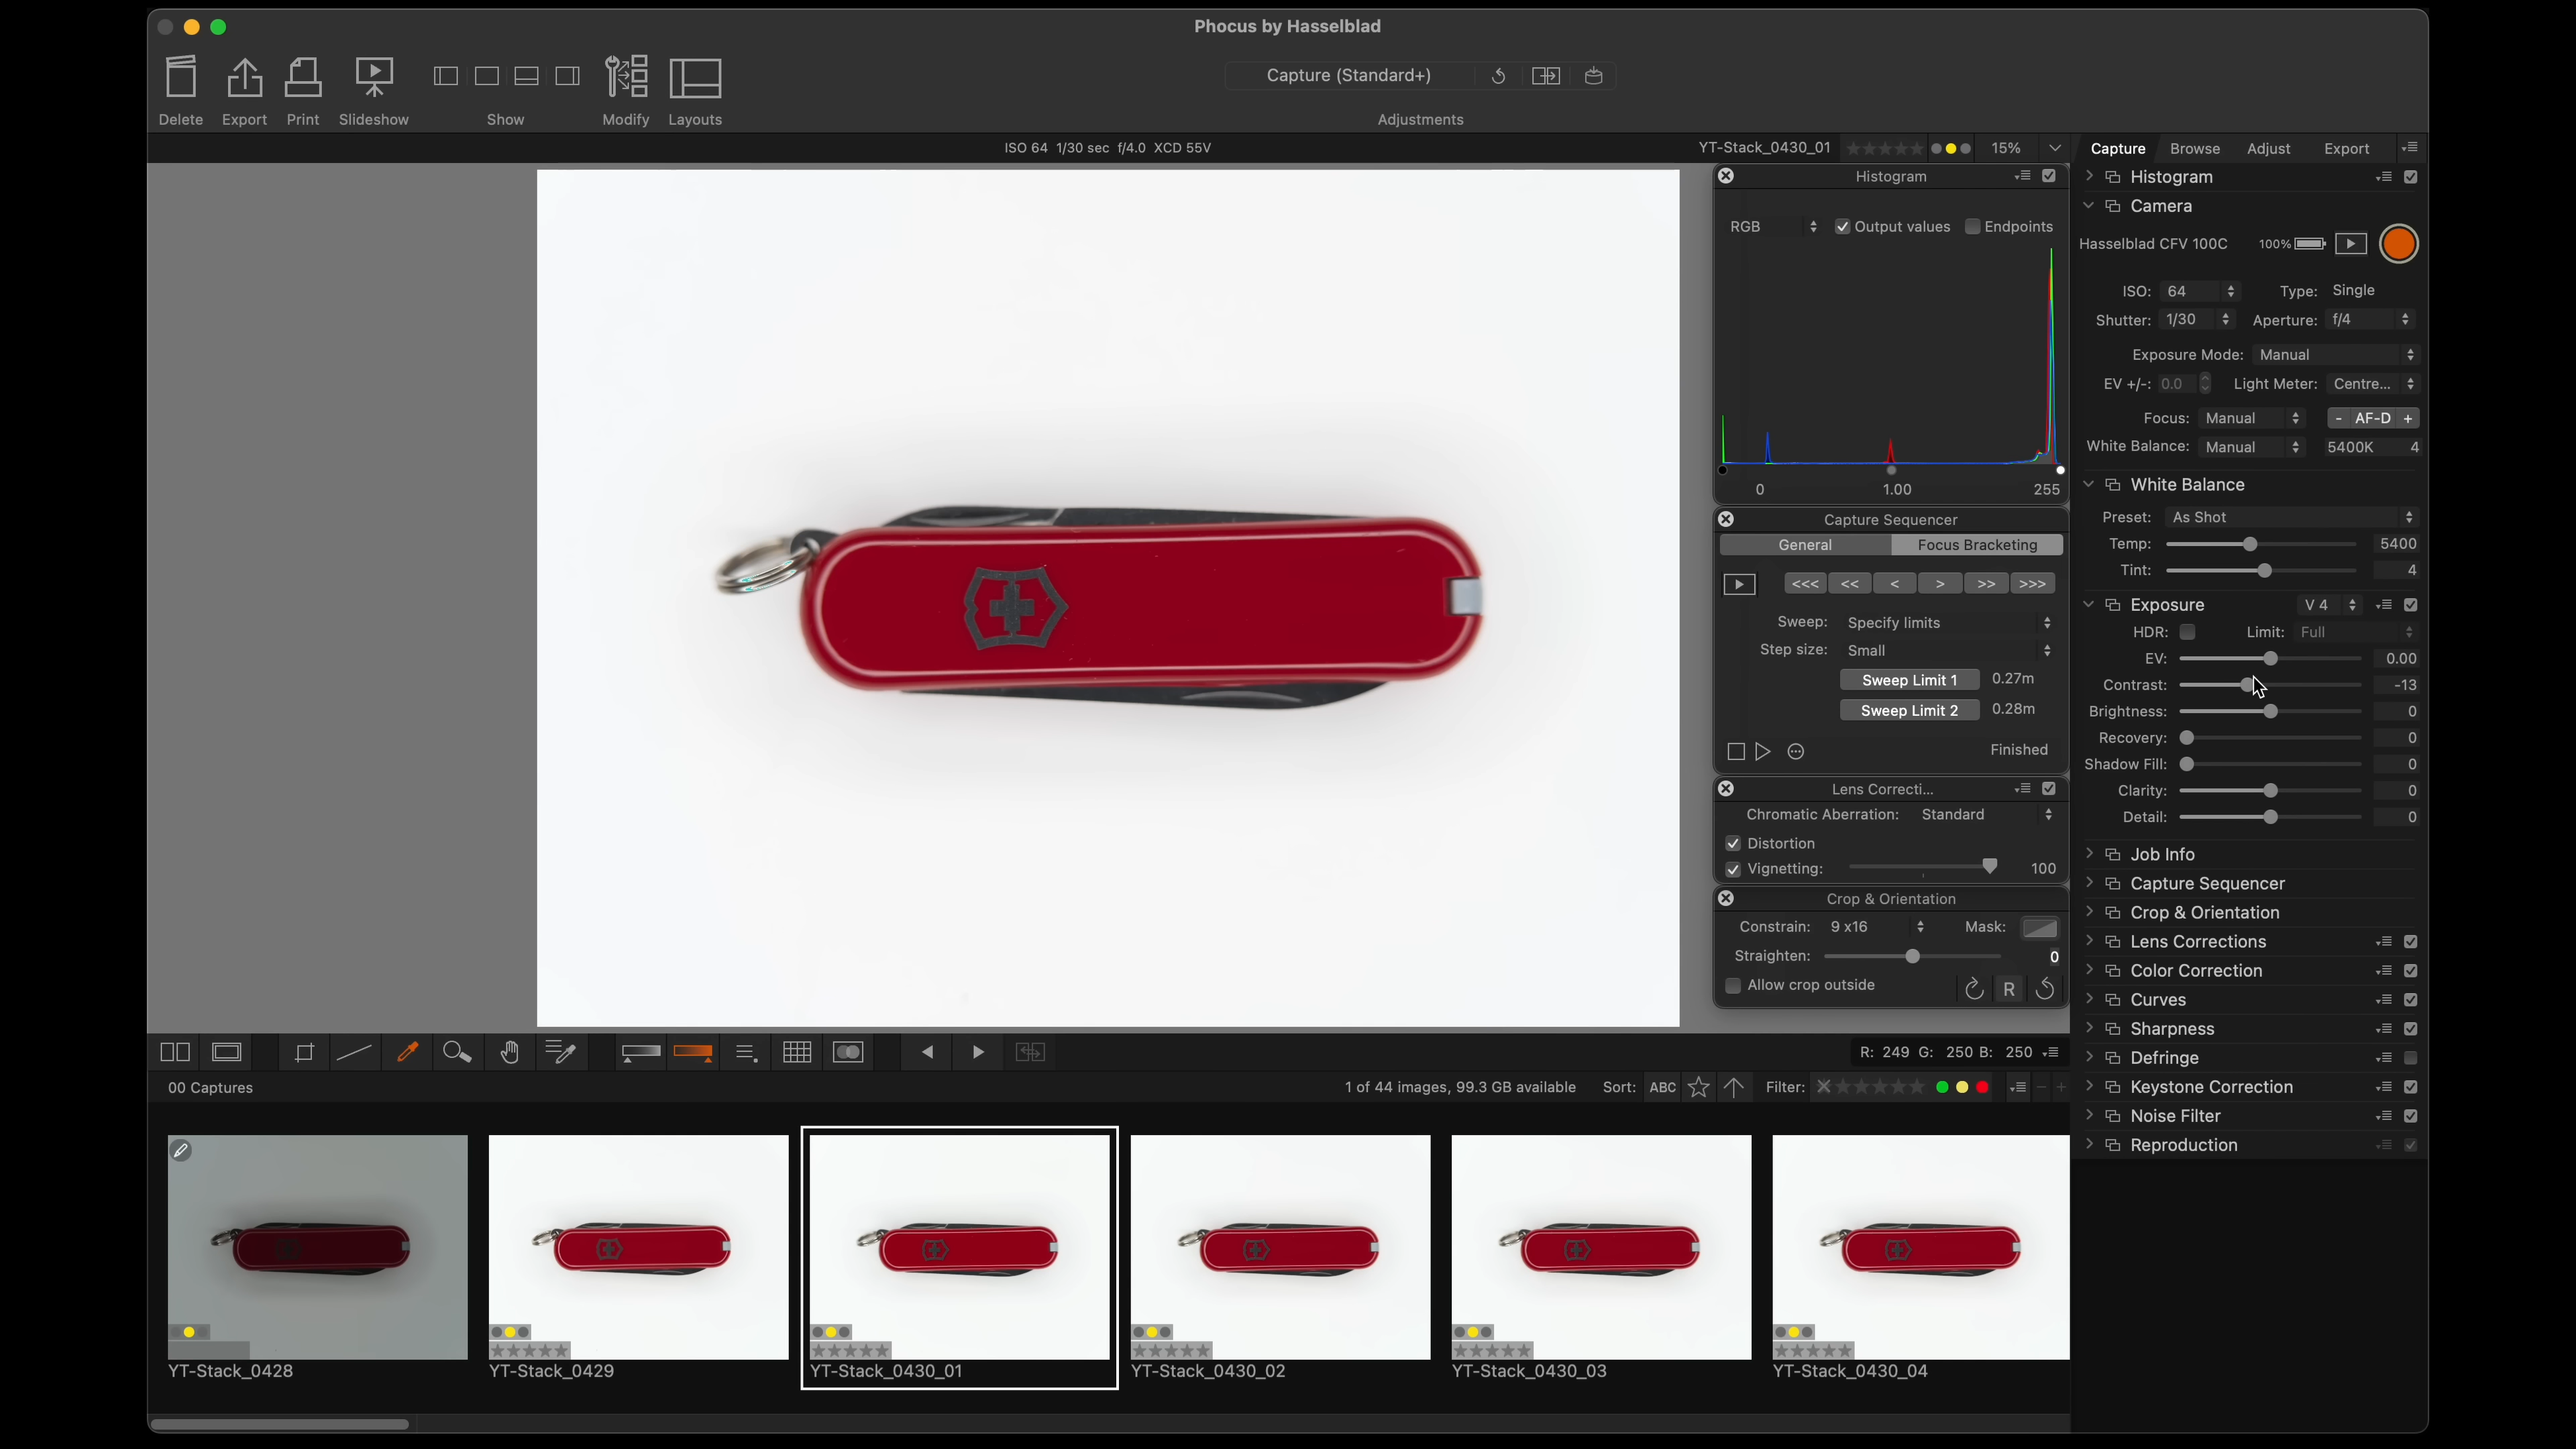 Phocus by Hasselblad
Capture (Standard+)
Delete Export Print Slideshow Show Modify Layouts Adjustments
ISO 64 1/30 sec f/4.0 XCD 55V
YT-Stack_0430_01 15%
Histogram
RGB Output values Endpoints
0 1.00 255
Capture Sequencer
General Focus Bracketing
<<< << < > >> >>>
Sweep: Specify limits
Step size: Small
Sweep Limit 1 0.27m
Sweep Limit 2 0.28m
Finished
Lens Correcti...
Chromatic Aberration: Standard
Distortion
Vignetting: 100
Crop & Orientation
Constrain: 9 x16 Mask:
Straighten: 0
Allow crop outside
R
Capture Browse Adjust Export
Histogram
Camera
Hasselblad CFV 100C 100%
ISO: 64 Type: Single
Shutter: 1/30 Aperture: f/4
Exposure Mode: Manual
EV +/-: 0.0 Light Meter: Centre...
Focus: Manual - AF-D +
White Balance: Manual 5400K 4
White Balance
Preset: As Shot
Temp: 5400
Tint: 4
Exposure V 4
HDR: Limit: Full
EV: 0.00
Contrast: -13
Brightness: 0
Recovery: 0
Shadow Fill: 0
Clarity: 0
Detail: 0
Job Info
Capture Sequencer
Crop & Orientation
Lens Corrections
Color Correction
Curves
Sharpness
Defringe
Keystone Correction
Noise Filter
Reproduction
R: 249 G: 250 B: 250
00 Captures
1 of 44 images, 99.3 GB available Sort: ABC Filter:
YT-Stack_0428
YT-Stack_0429
YT-Stack_0430_01
YT-Stack_0430_02
YT-Stack_0430_03
YT-Stack_0430_04